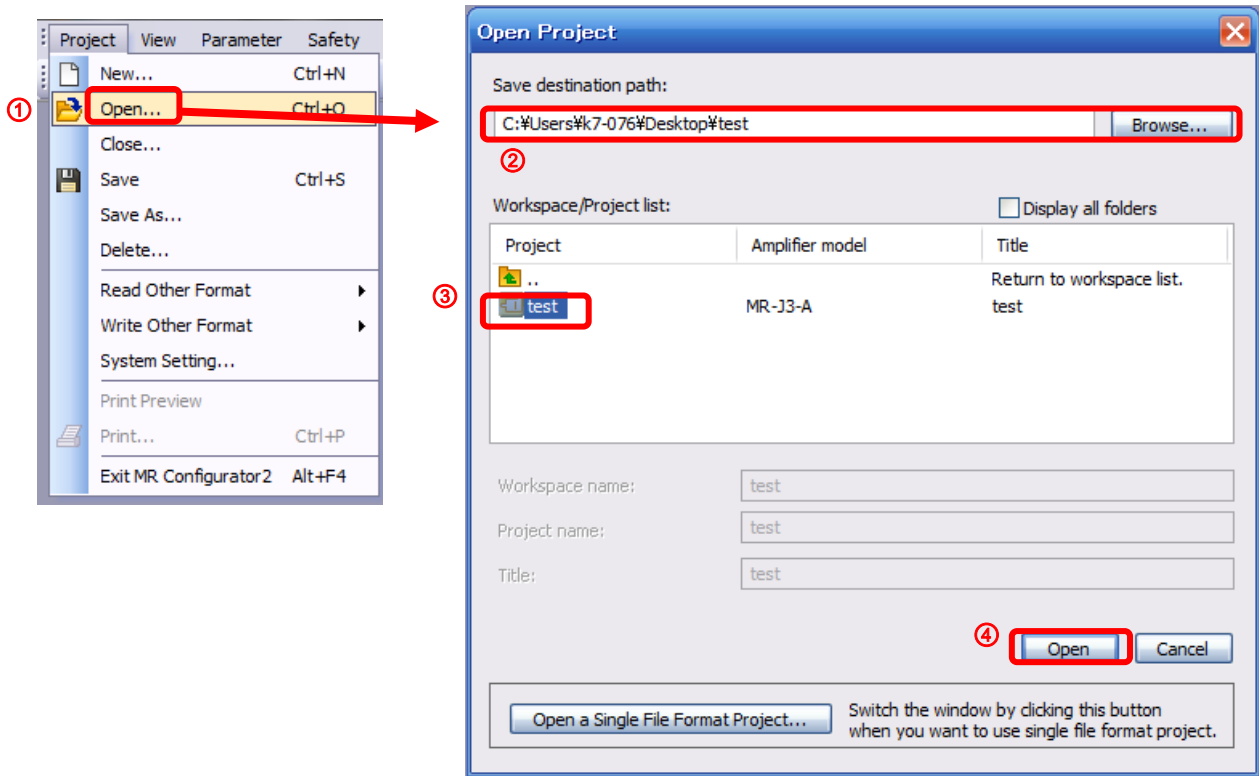 Project View Parameter Safety
New... Ctrl+N
① Open... Ctrl+O
Close...
Save Ctrl+S
Save As...
Delete...
Read Other Format
Write Other Format
System Setting...
Print Preview
Print... Ctrl+P
Exit MR Configurator2 Alt+F4
Open Project
Save destination path:
C:¥Users¥k7-076¥Desktop¥test Browse...
②
Workspace/Project list: Display all folders
Project Amplifier model Title
.. Return to workspace list.
③ test MR-J3-A test
Workspace name: test
Project name: test
Title: test
④ Open Cancel
Open a Single File Format Project... Switch the window by clicking this button
when you want to use single file format project.